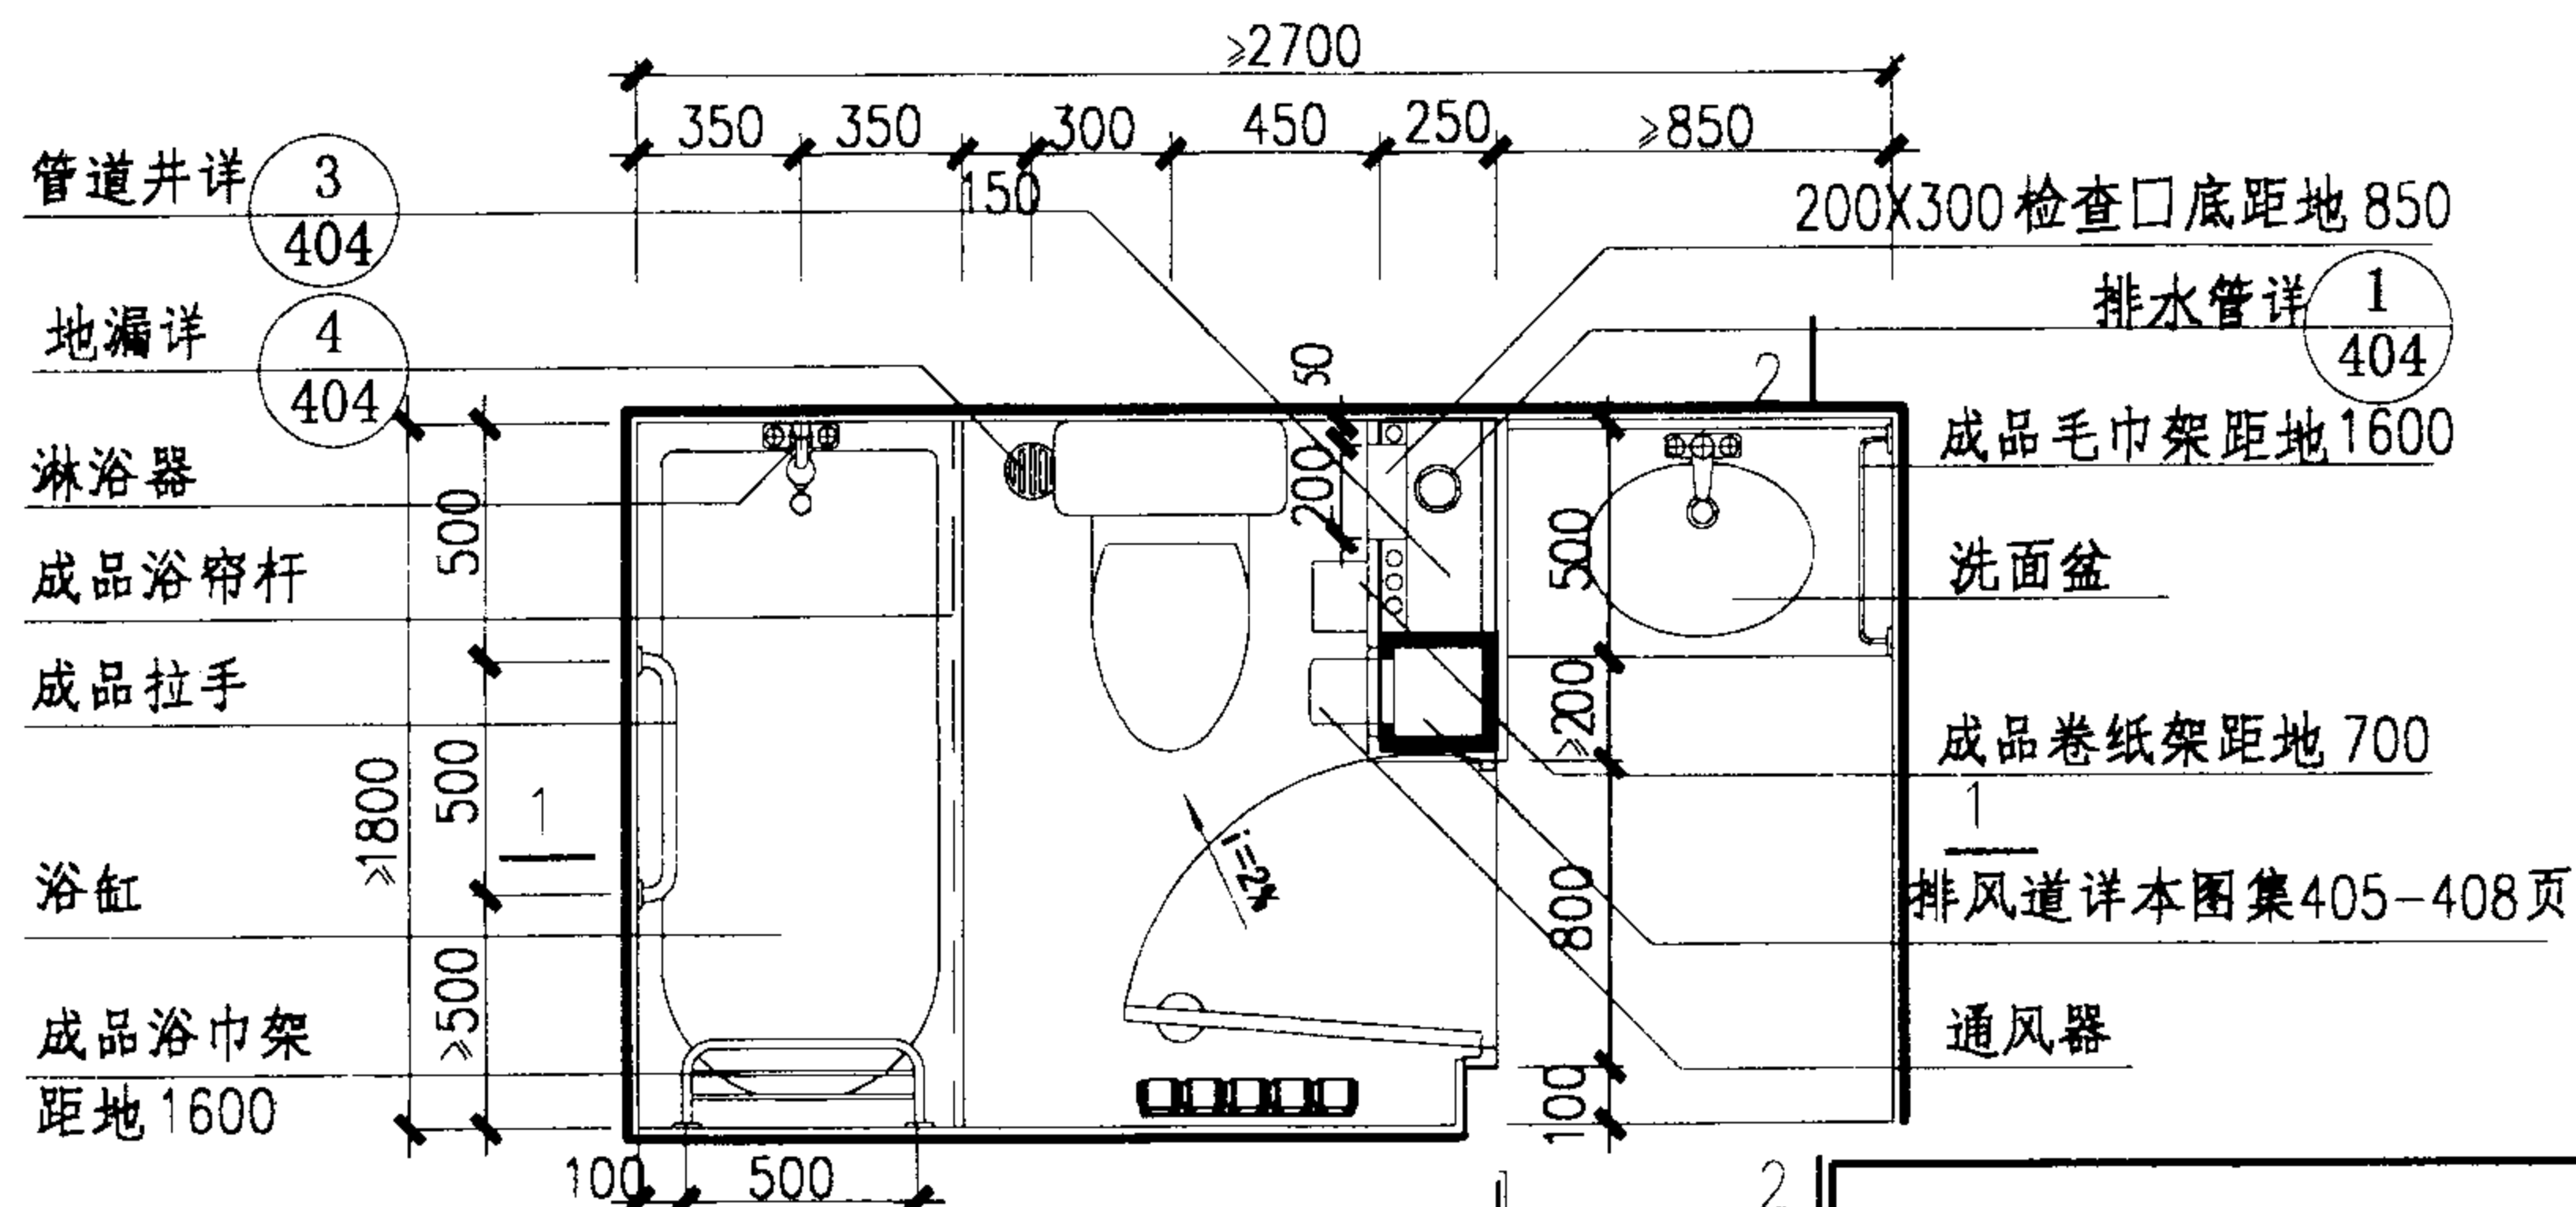 ≥2700
350 350 150 300 450 250 ≥850
管道井详 3/404
200X300检查口底距地850
地漏详 4/404
排水管详 1/404
淋浴器
成品毛巾架距地1600
成品浴帘杆
洗面盆
成品拉手
成品卷纸架距地700
浴缸
排风道详本图集405-408页
成品浴巾架
距地1600
通风器
≥1800
500
500
≥500
50
200
500
≥200
800
100
i=2%
1
1
2
2
100 500